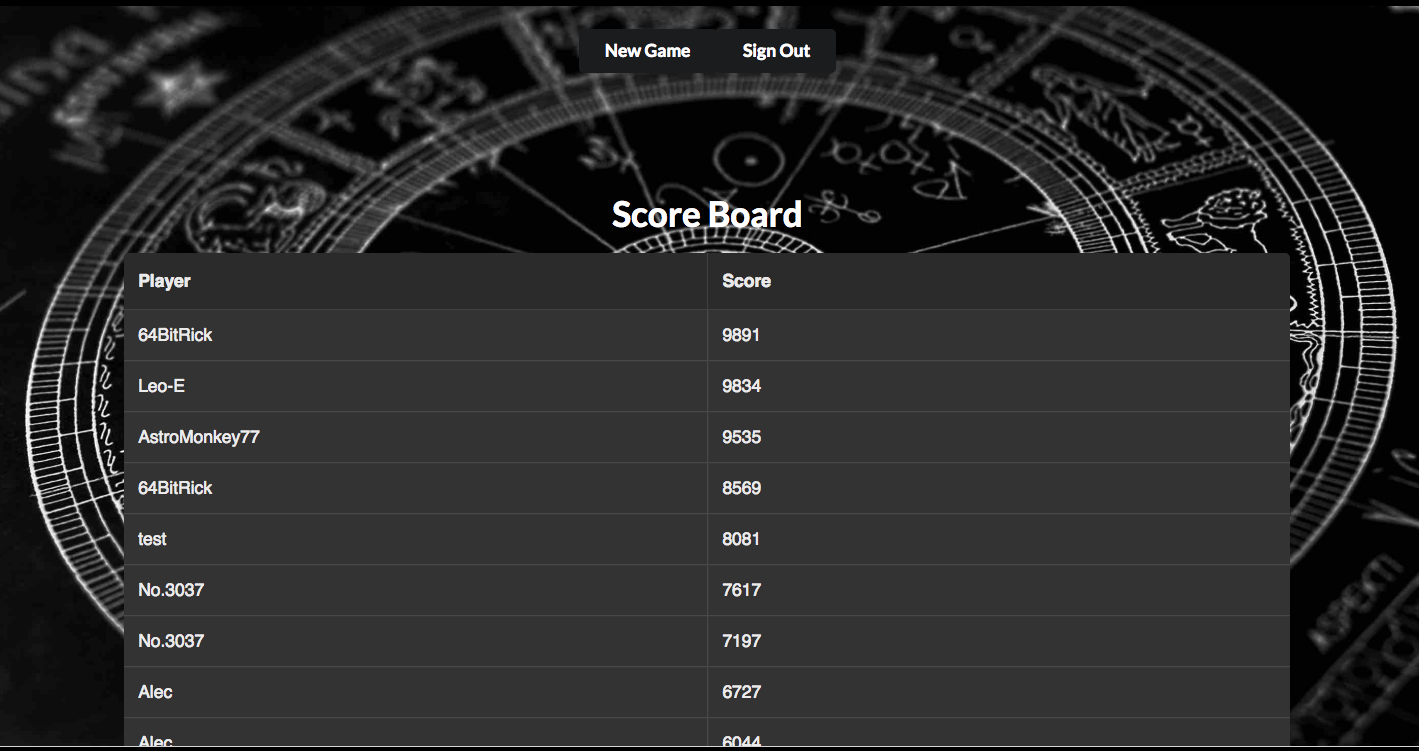 New Game Sign Out
Score Board
Player Score
64BitRick 9891
Leo-E 9834
AstroMonkey77 9535
64BitRick 8569
test 8081
No.3037 7617
No.3037 7197
Alec 6727
Alec 6044